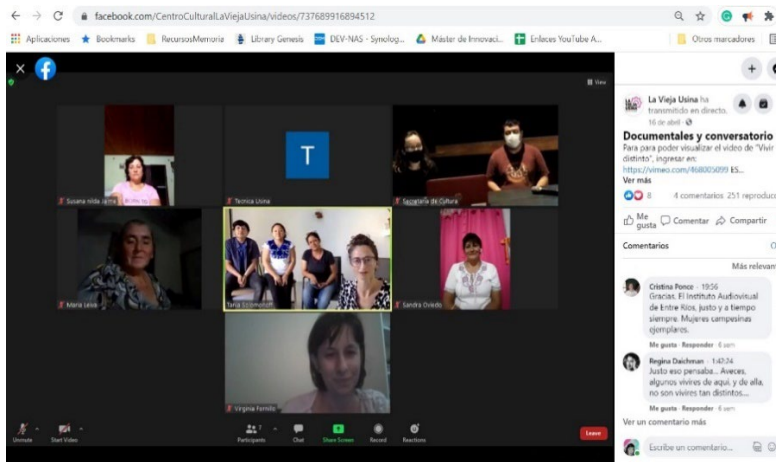 facebook.com/CentroCulturalLaViejaUsina/videos/737689916894512
Aplicaciones
Bookmarks
RecursosMemoria
Library Genesis
DEV-NAS - Synolog...
Máster de Innovaci...
Enlaces YouTube A...
Otros marcadores
View
T
Susana nilda Jaime
Tecnica Usina
Secretaria de Cultura
Maria Leiva
Tania Solomonoff
Sandra Oviedo
Virginia Fornillo
Unmute
Start Video
Participants
7
Chat
Share Screen
Record
Reactions
Leave
La Vieja Usina ha
transmitido en directo.
16 de abril
Documentales y conversatorio
Para para poder visualizar el video de "Vivir
distinto", ingresar en:
https://vimeo.com/468005099 ES...
Ver más
8
4 comentarios 251 reproduc
Me gusta
Comentar
Compartir
Comentarios
Más relevan
Cristina Ponce · 19:56
Gracias. El Instituto Audiovisual
de Entre Ríos, justo y a tiempo
siempre. Mujeres campesinas
ejemplares.
Me gusta · Responder · 6 sem
Regina Daichman · 1:42:24
Justo eso pensaba... Aveces,
algunos vivires de aqui, y de alla,
no son vivires tan distintos....
Me gusta · Responder · 6 sem
Ver un comentario más
Escribe un comentario...